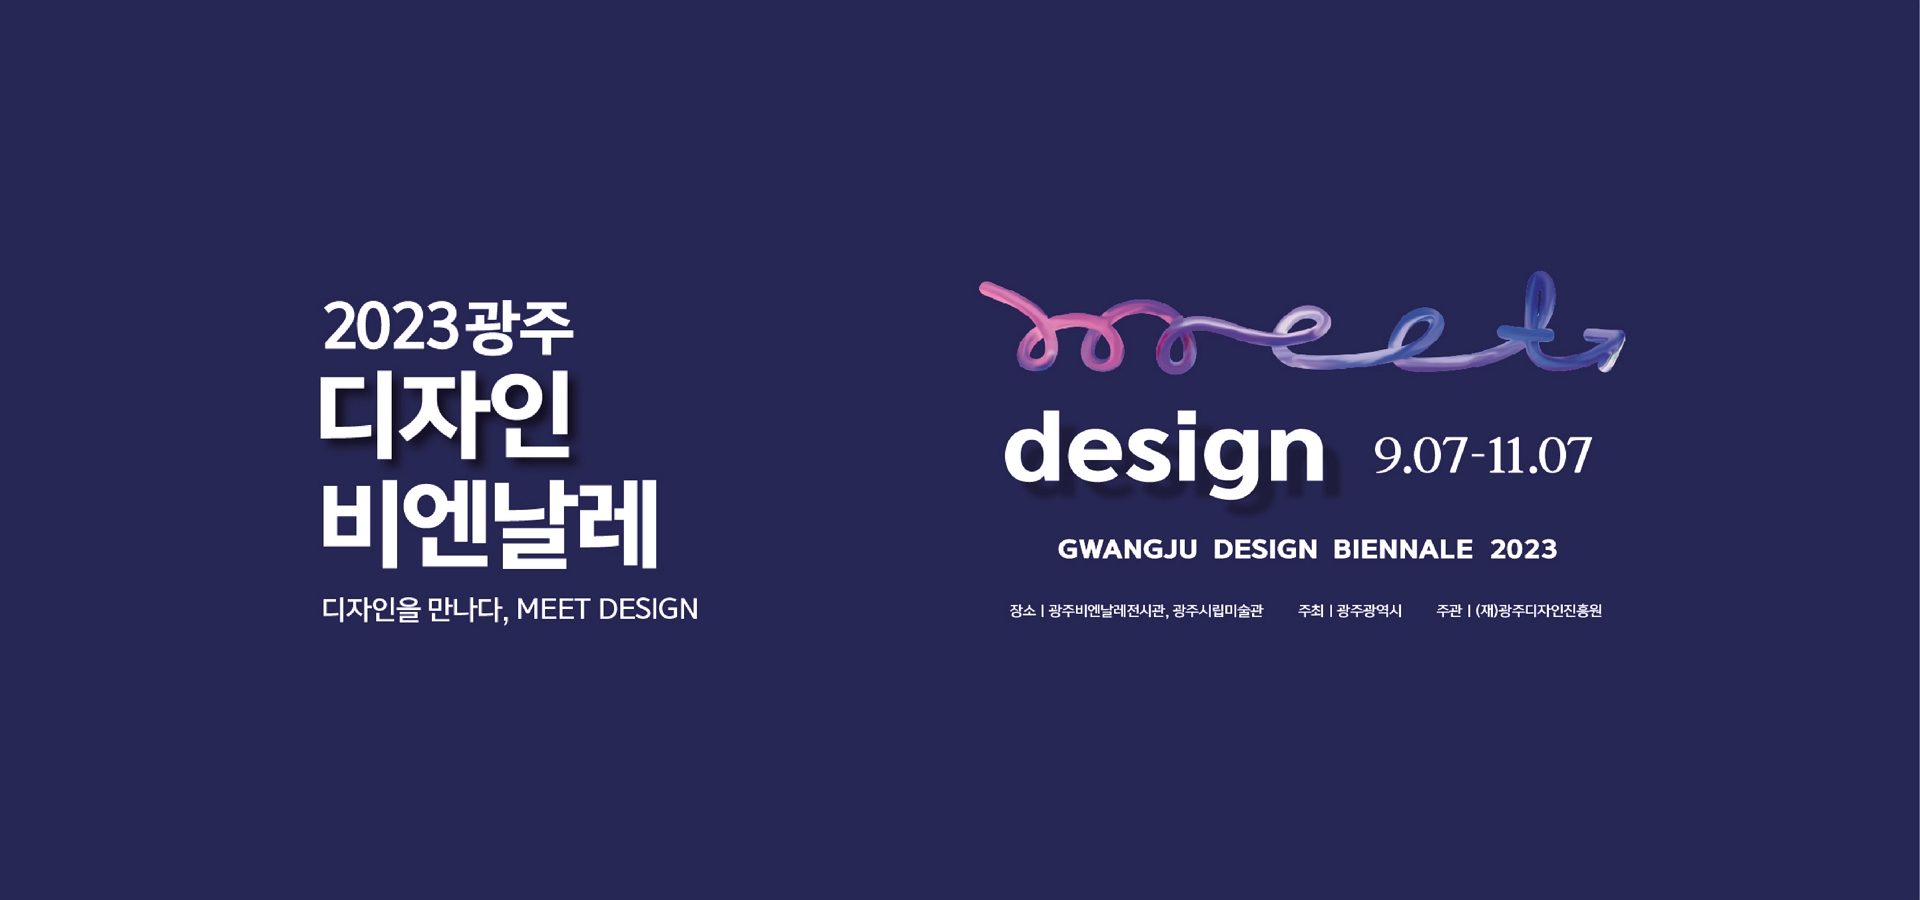 2023 광주
디자인
비엔날레
디자인을 만나다, MEET DESIGN
meet
design 9.07-11.07
GWANGJU DESIGN BIENNALE 2023
장소 | 광주비엔날레전시관, 광주시립미술관 주최 | 광주광역시 주관 | (재)광주디자인진흥원